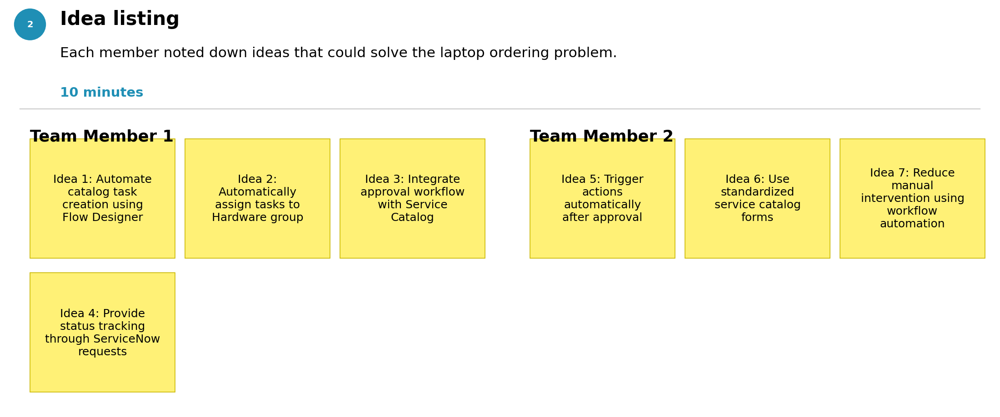 2
Idea listing
Each member noted down ideas that could solve the laptop ordering problem.
10 minutes
Team Member 1
Idea 1: Automate
catalog task
creation using
Flow Designer
Idea 2:
Automatically
assign tasks to
Hardware group
Idea 3: Integrate
approval workflow
with Service
Catalog
Idea 4: Provide
status tracking
through ServiceNow
requests
Team Member 2
Idea 5: Trigger
actions
automatically
after approval
Idea 6: Use
standardized
service catalog
forms
Idea 7: Reduce
manual
intervention using
workflow
automation